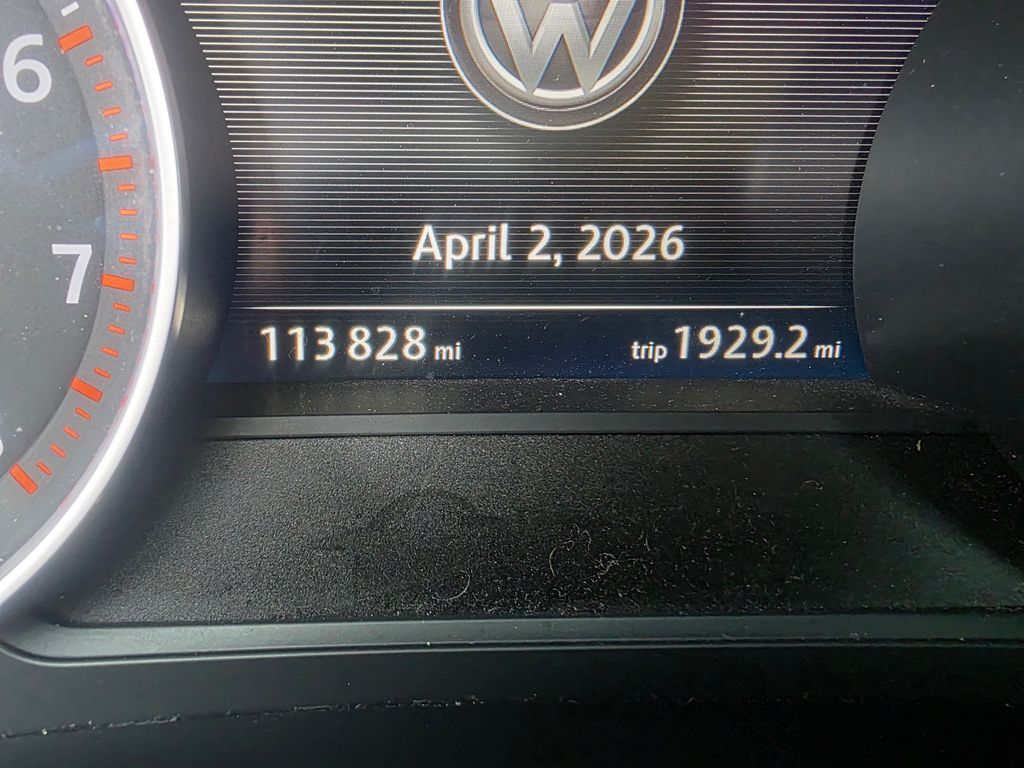 6
7
April 2, 2026
113 828 mi
trip 1929.2 mi